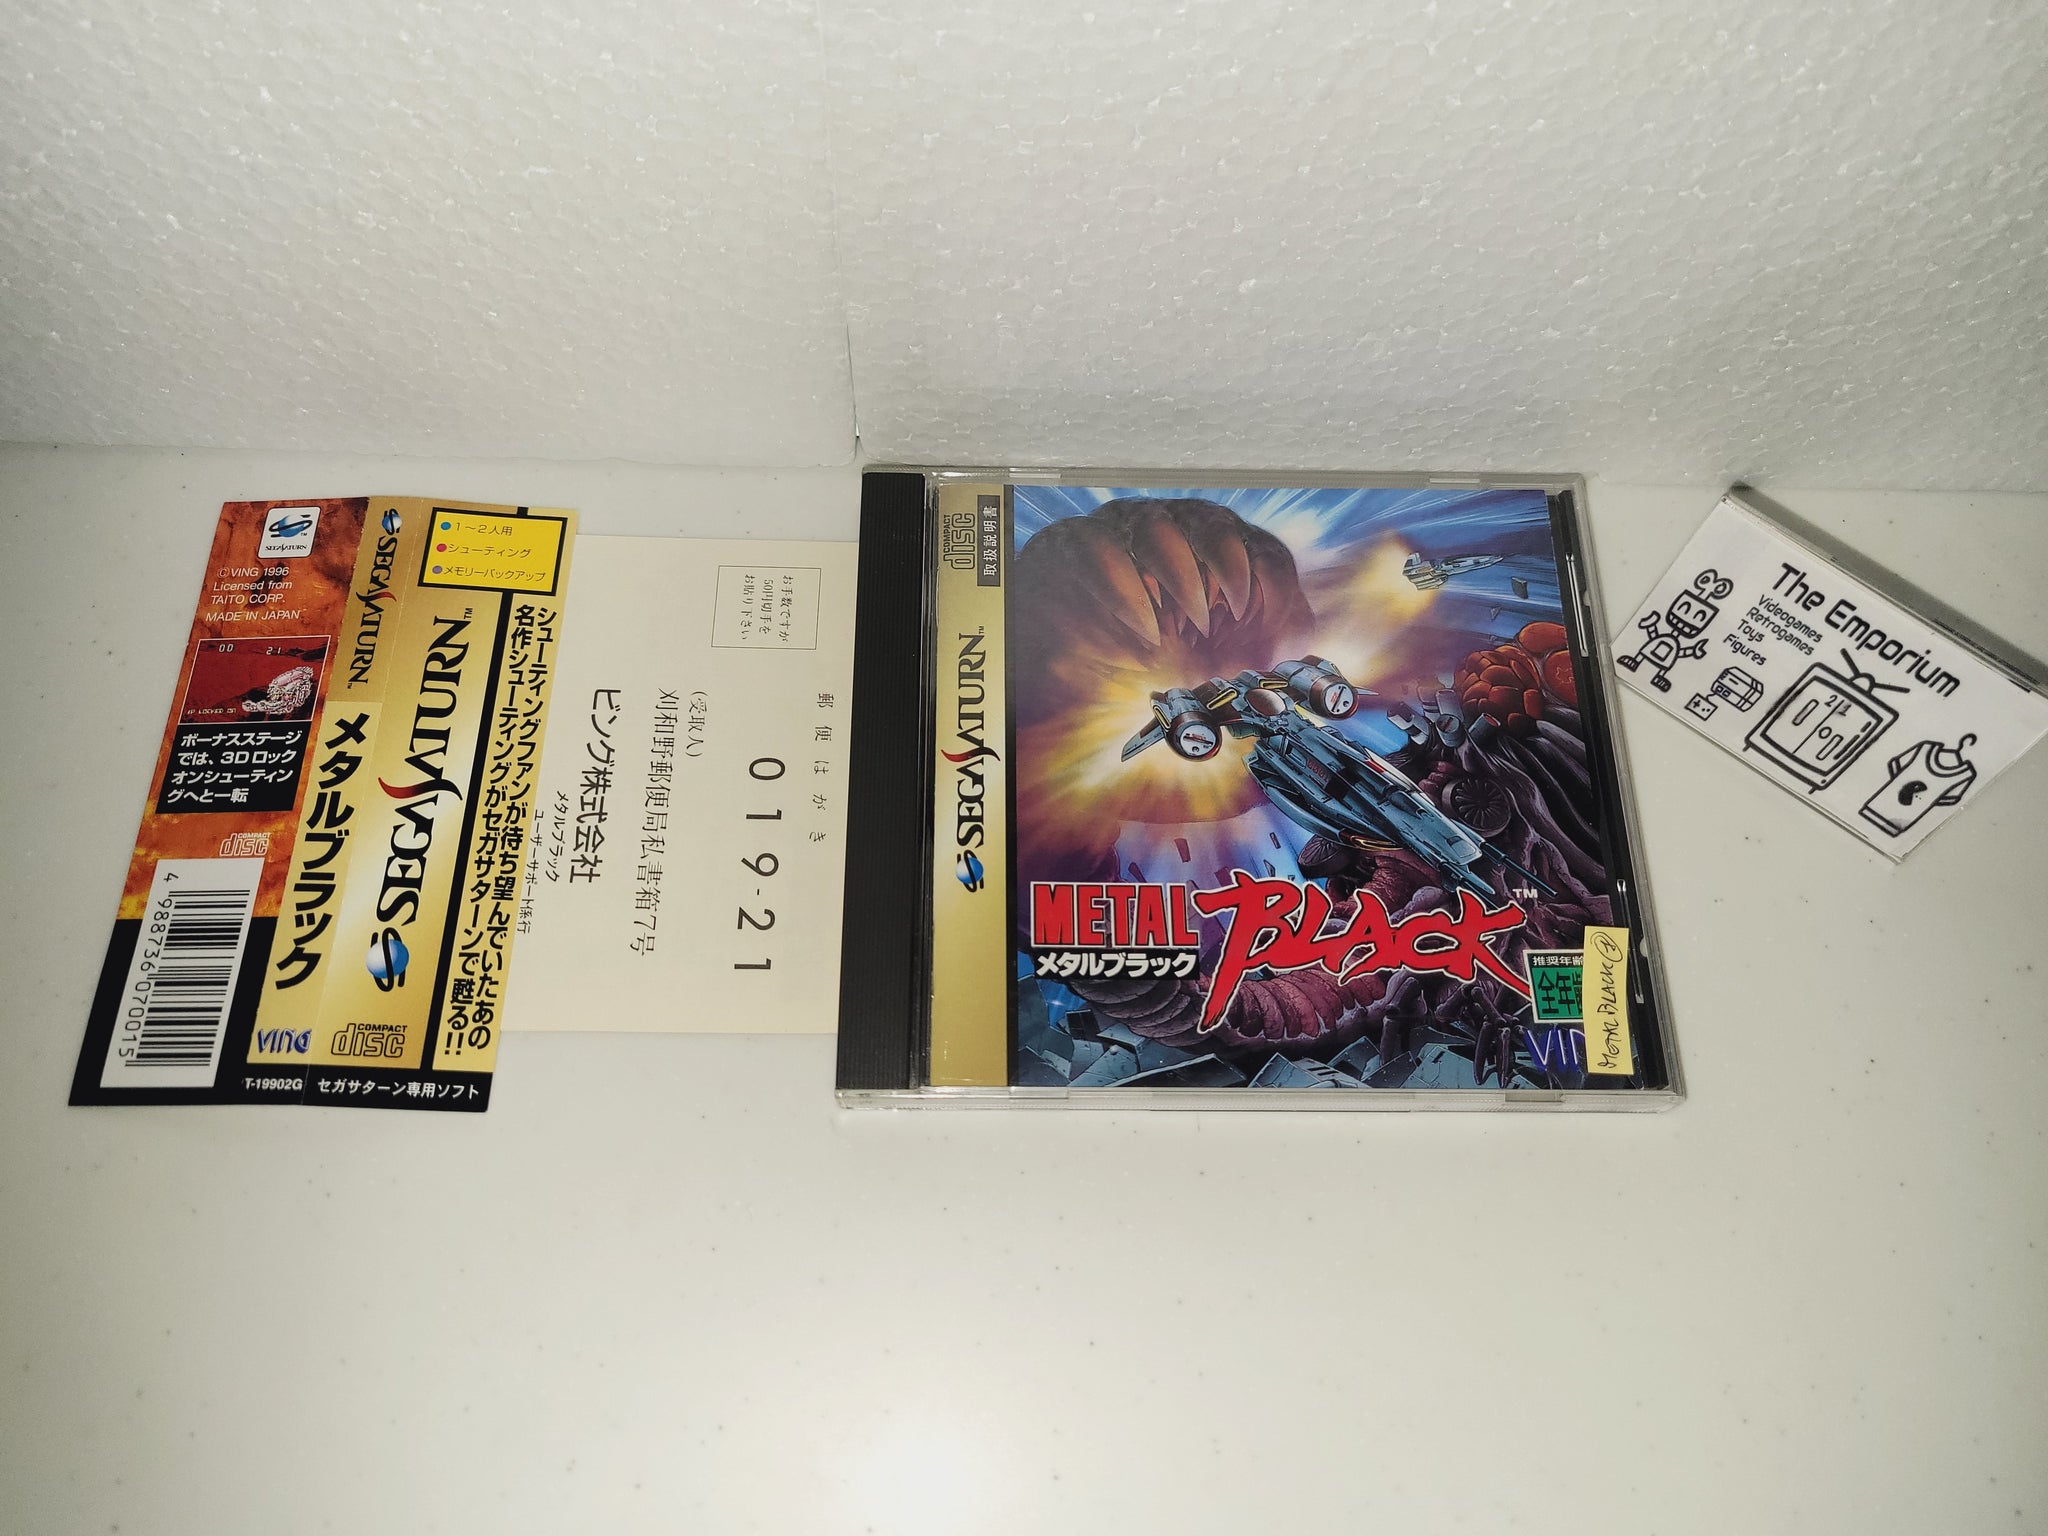 SEGA SATURN
©VING 1996
Licensed from
TAITO CORP.
MADE IN JAPAN
00 21
ボーナスステージ
では、3Dロック
オンシューティン
グへと一転
COMPACT
disc
4 988736 070015
SEGA SATURN™
メタルブラック
VING
T-19902G
1〜2人用
シューティング
メモリーバックアップ
SEGA SATURN™
COMPACT
disc
シューティングファンが待ち望んでいたあの
名作シューティングがセガサターンで甦る!!
セガサターン専用ソフト
お手数ですが
50円切手を
お貼り下さい
郵便はがき
019-21
(受取人)
刈和野郵便局私書箱7号
ビング株式会社
メタルブラック
ユーザーサポート係行
COMPACT
disc
取扱説明書
SEGA SATURN™
METAL BLACK™
メタルブラック
推奨年齢
全年
METAL BLACK
The Emporium
Videogames
Retrogames
Toys
Figures